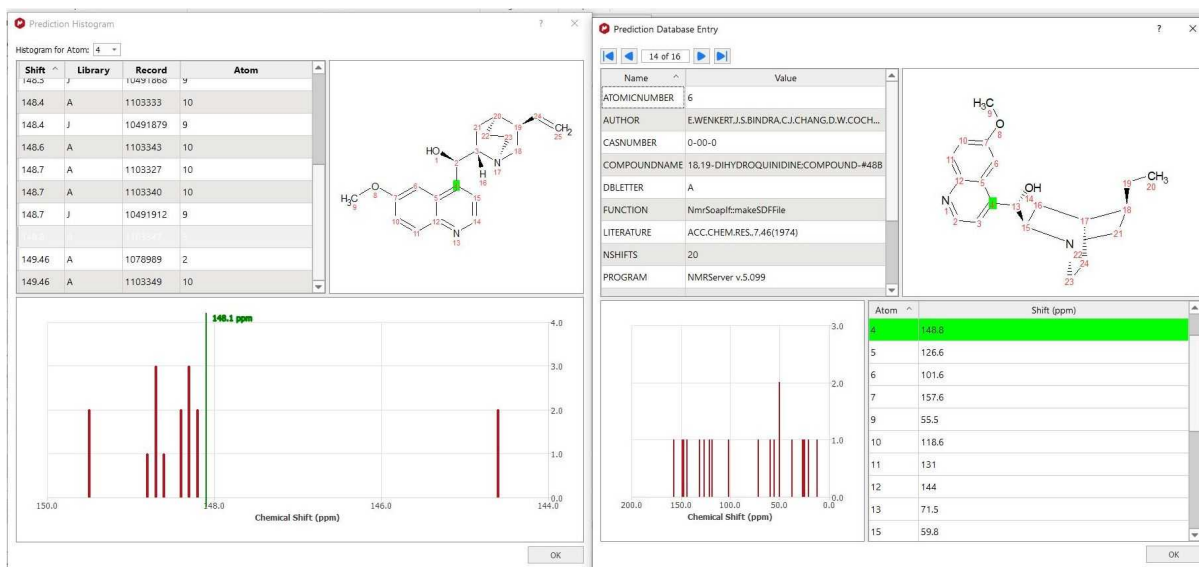 Prediction Histogram
Histogram for Atom: 4
Shift Library Record Atom
148.3 J 10491868 9
148.4 A 1103333 10
148.4 J 10491879 9
148.6 A 1103343 10
148.7 A 1103327 10
148.7 A 1103340 10
148.7 J 10491912 9
149.46 A 1078989 2
149.46 A 1103349 10
20 24
21 19 CH2
22 23 25
HO 3 18
1 2 N
H 17
16
H3C O 6 4 15
9 8 7 5
10 12 14
11 N
13
148.1 ppm
4.0
3.0
2.0
1.0
0.0
150.0 148.0 146.0 144.0
Chemical Shift (ppm)
OK
Prediction Database Entry
14 of 16
Name Value
ATOMICNUMBER 6
AUTHOR E.WENKERT,J.S.BINDRA,C.J.CHANG,D.W.COCH...
CASNUMBER 0-00-0
COMPOUNDNAME 18,19-DIHYDROQUINIDINE;COMPOUND-#48B
DBLETTER A
FUNCTION NmrSoapIf::makeSDFFile
LITERATURE ACC.CHEM.RES.,7,46(1974)
NSHIFTS 20
PROGRAM NMRServer v.5.099
H3C
9
O
8
10 7
11 6
12 5
OH
14
N 13 16
1 2 3 15
19 CH3
20
18
17
21
N
22
24
23
3.0
2.0
1.0
0.0
200.0 150.0 100.0 50.0 0.0
Chemical Shift (ppm)
Atom Shift (ppm)
4 148.8
5 126.6
6 101.6
7 157.6
9 55.5
10 118.6
11 131
12 144
13 71.5
15 59.8
OK